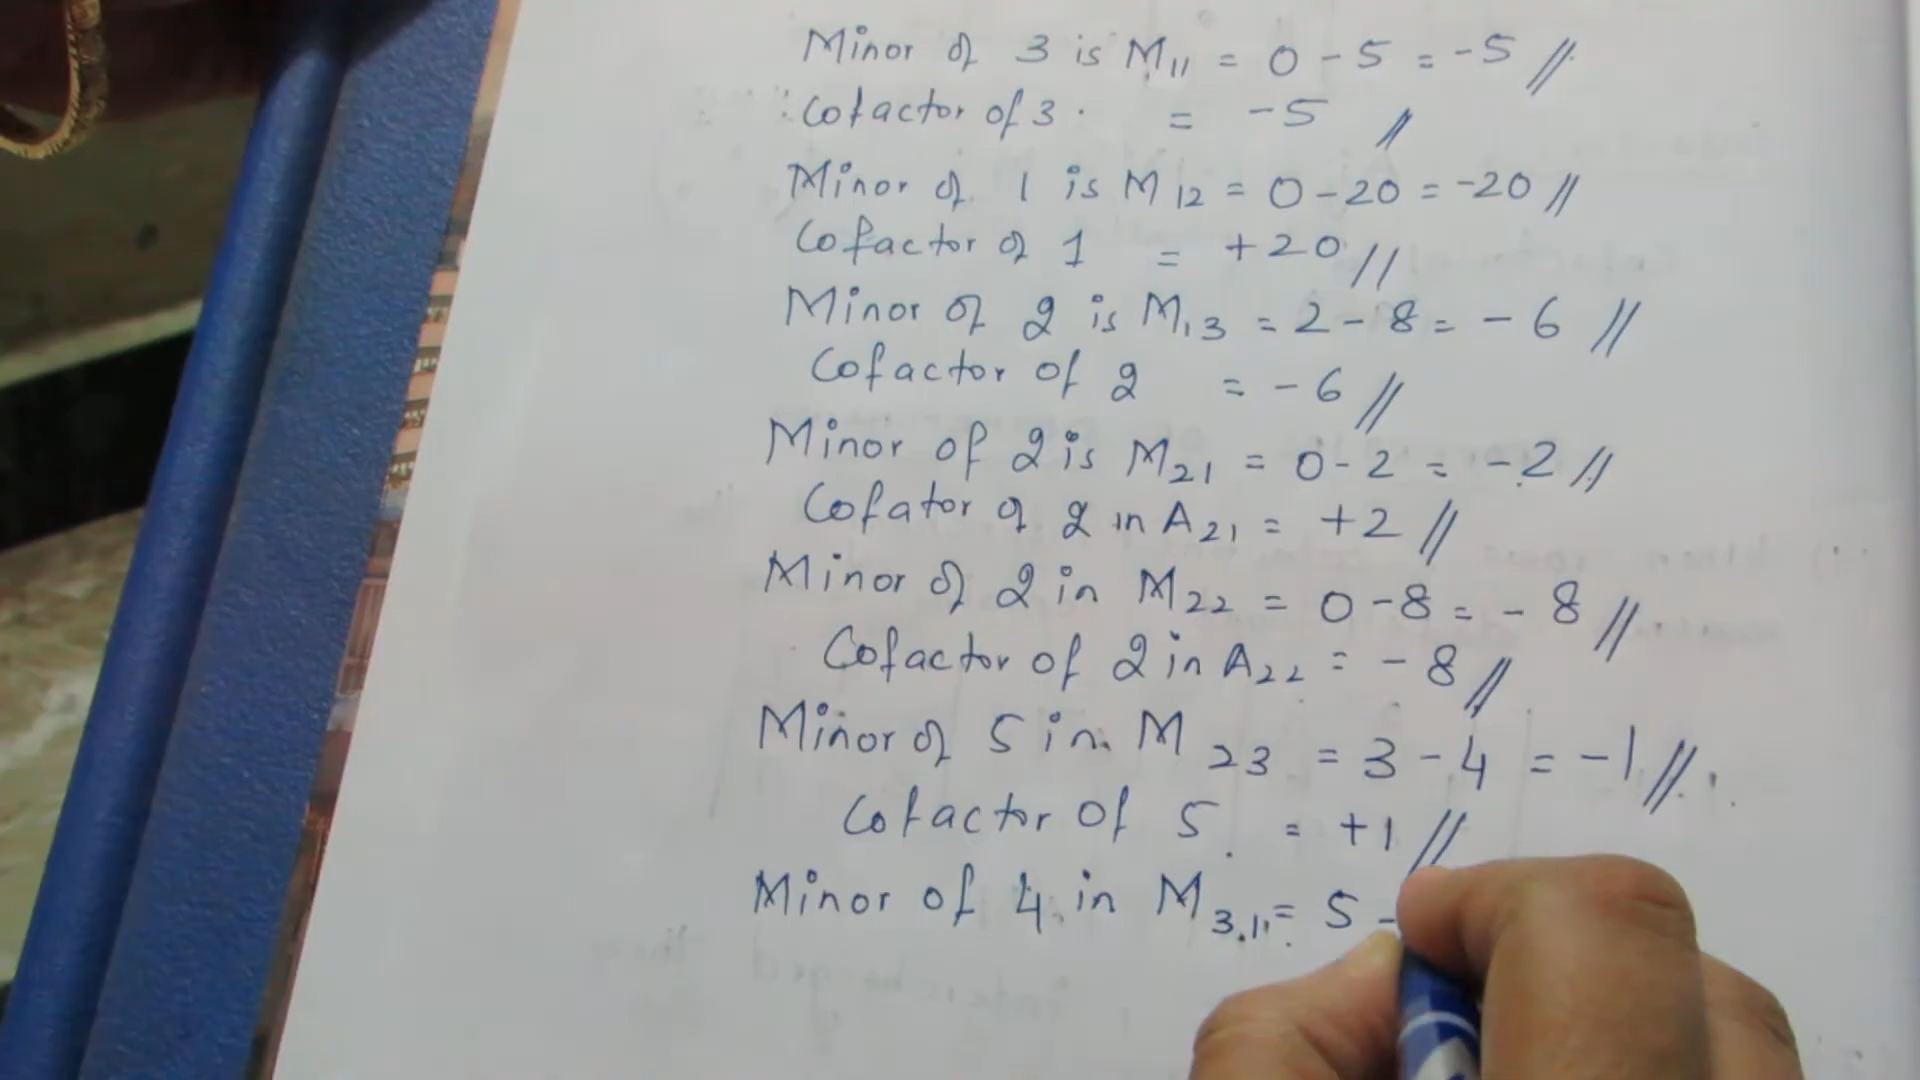 Minor of 3 is M11 = 0 - 5 = -5 //
Cofactor of 3 = -5 //
Minor of 1 is M12 = 0 - 20 = -20 //
Cofactor of 1 = +20 //
Minor of 2 is M13 = 2 - 8 = - 6 //
Cofactor of 2 = - 6 //
Minor of 2 is M21 = 0 - 2 = -2 //
Cofator of 2 in A21 = +2 //
Minor of 2 in M22 = 0 - 8 = - 8 //
Cofactor of 2 in A22 = - 8 //
Minor of 5 in M23 = 3 - 4 = -1 //
Cofactor of 5 = +1 //
Minor of 4 in M31 = 5 -